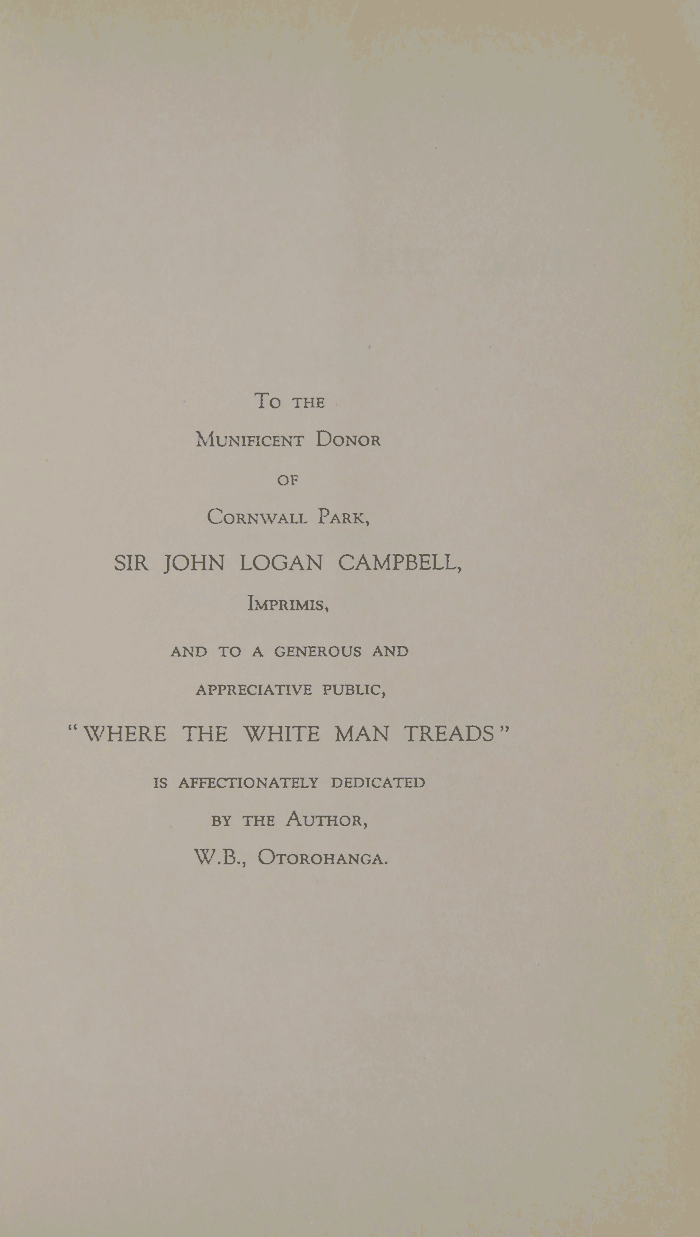 To the
Munificent Donor
of
Cornwall Park,
SIR JOHN LOGAN CAMPBELL,
Imprimis,
and to a generous and
appreciative public,
“WHERE THE WHITE MAN TREADS”
is affectionately dedicated
by the Author,
W.B., Otorohanga.